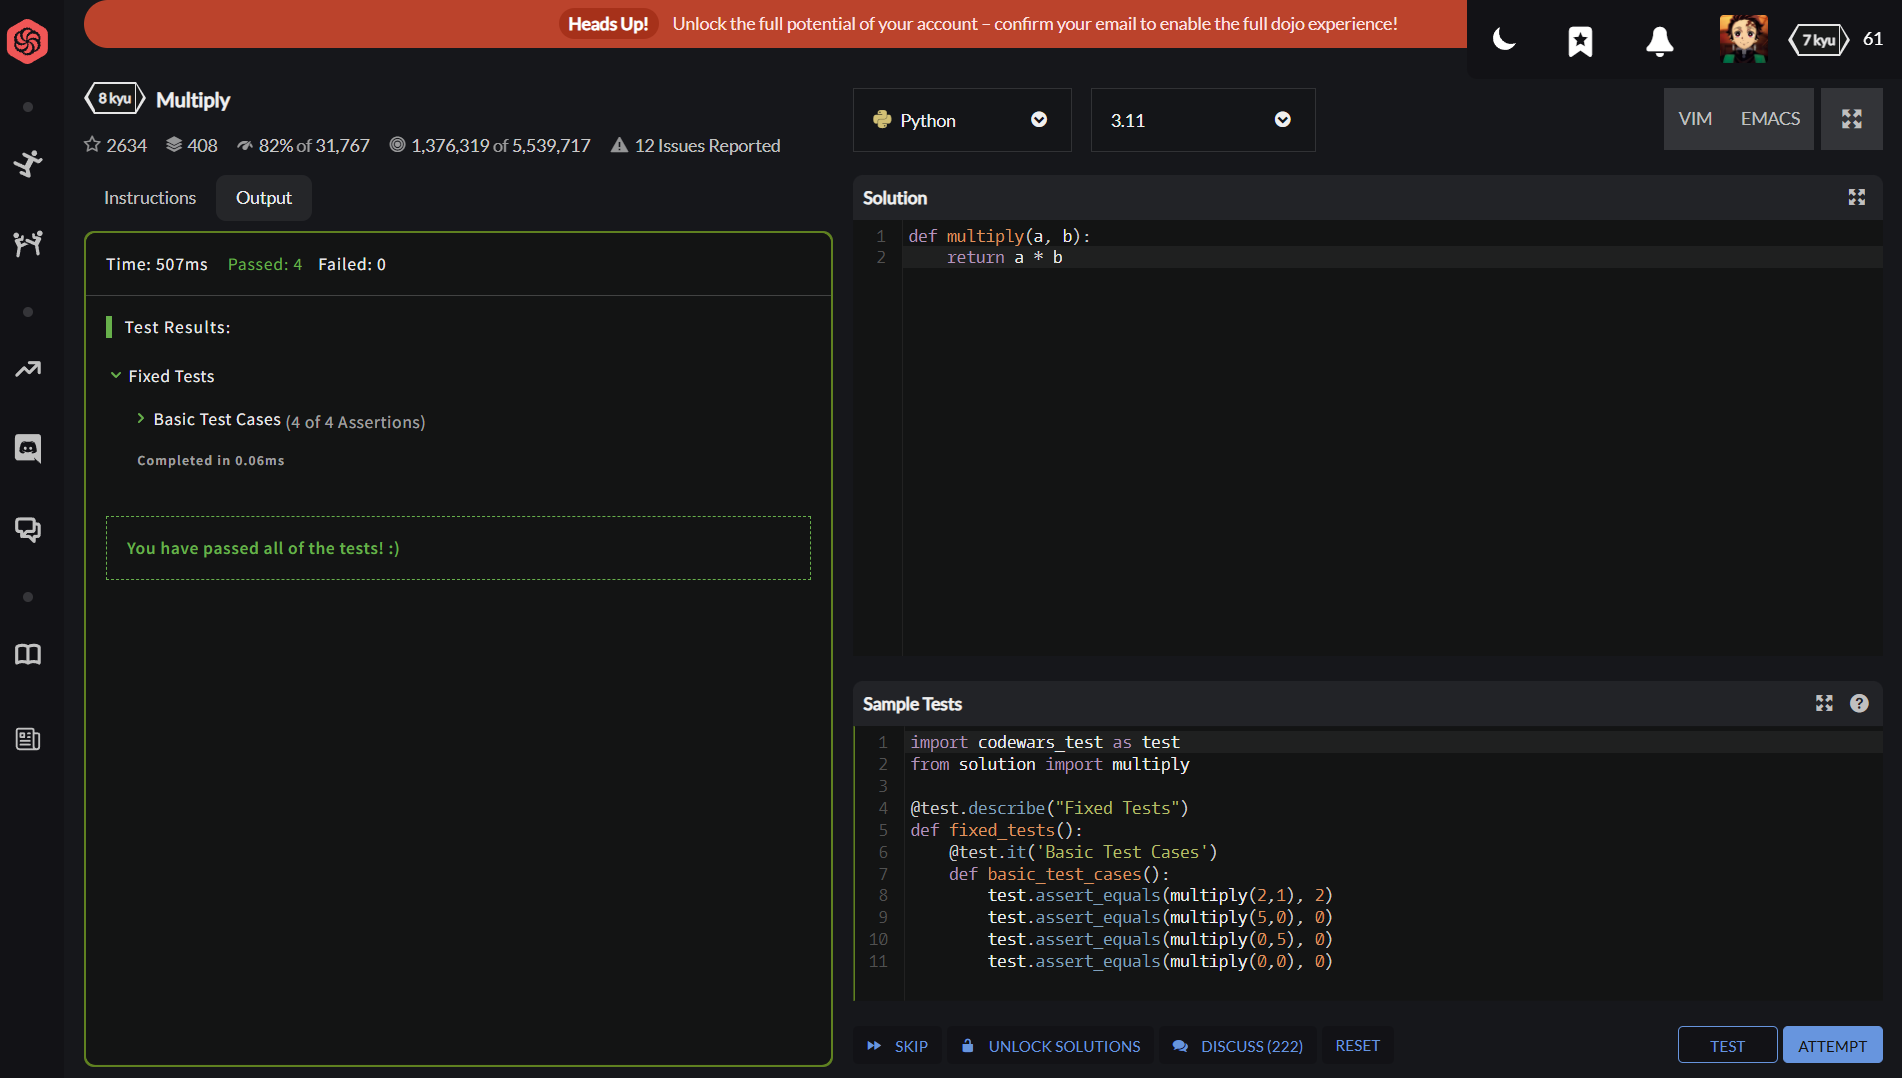 Heads Up! Unlock the full potential of your account – confirm your email to enable the full dojo experience!
7 kyu 61
8 kyu Multiply
2634 408 82% of 31,767 1,376,319 of 5,539,717 12 Issues Reported
Python
3.11
VIM EMACS
Instructions Output
Time: 507ms Passed: 4 Failed: 0
Test Results:
Fixed Tests
Basic Test Cases (4 of 4 Assertions)
Completed in 0.06ms
You have passed all of the tests! :)
Solution
1 def multiply(a, b):
2     return a * b
Sample Tests
?
1 import codewars_test as test
2 from solution import multiply
3
4 @test.describe("Fixed Tests")
5 def fixed_tests():
6     @test.it('Basic Test Cases')
7     def basic_test_cases():
8         test.assert_equals(multiply(2,1), 2)
9         test.assert_equals(multiply(5,0), 0)
10         test.assert_equals(multiply(0,5), 0)
11         test.assert_equals(multiply(0,0), 0)
SKIP UNLOCK SOLUTIONS DISCUSS (222) RESET TEST ATTEMPT